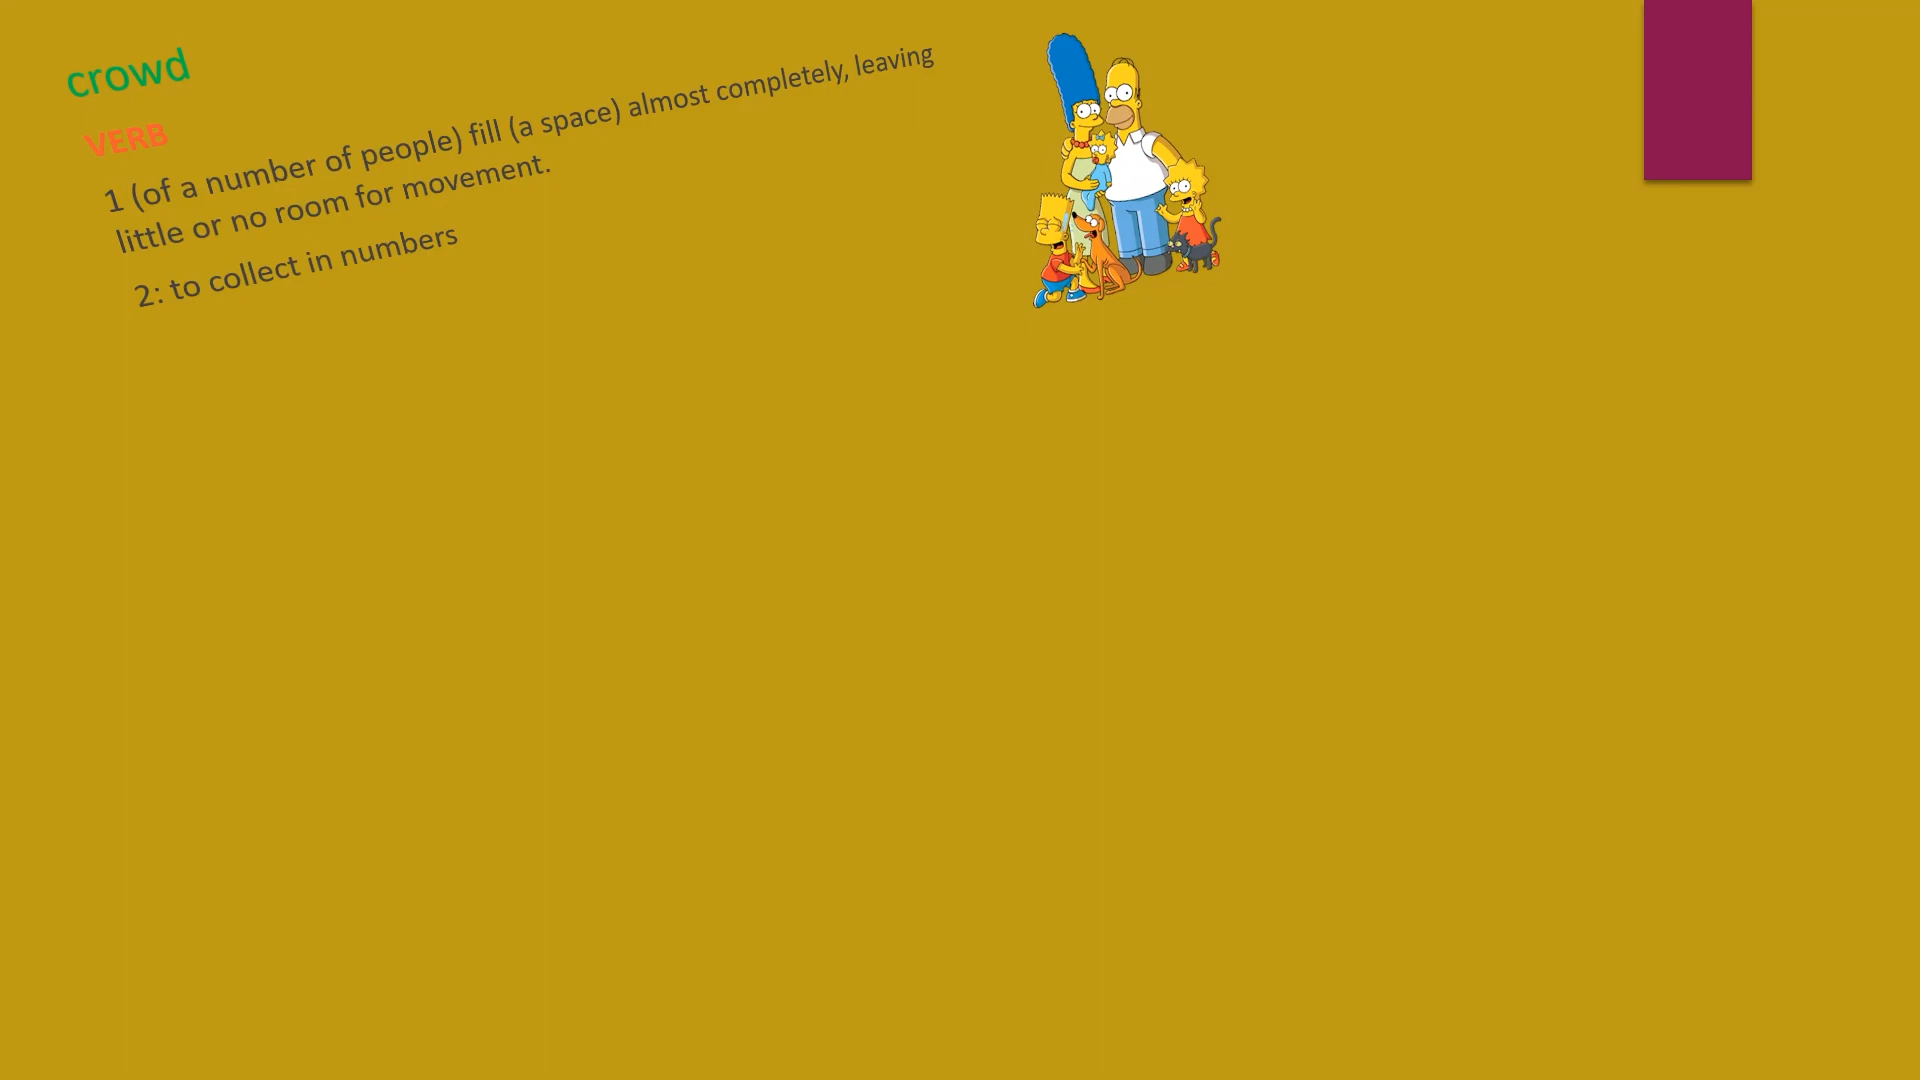 crowd
VERB
1 (of a number of people) fill (a space) almost completely, leaving
little or no room for movement.
2: to collect in numbers